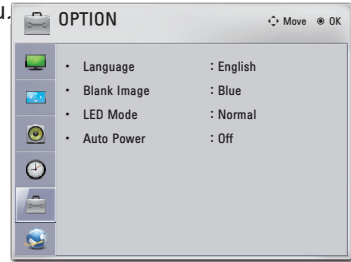 u.
OPTION
Move ◉ OK
• Language : English
• Blank Image : Blue
• LED Mode : Normal
• Auto Power : Off